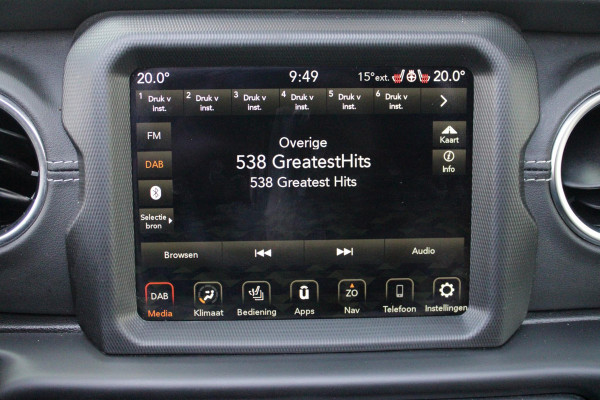 20.0° 9:49 15°ext. 20.0°
1 Druk v inst. 2 Druk v inst. 3 Druk v inst. 4 Druk v inst. 5 Druk v inst. 6 Druk v inst.
FM
DAB
Selectie bron
Overige
538 GreatestHits
538 Greatest Hits
Kaart
Info
Browsen Audio
DAB ZO
Media Klimaat Bediening Apps Nav Telefoon Instellingen